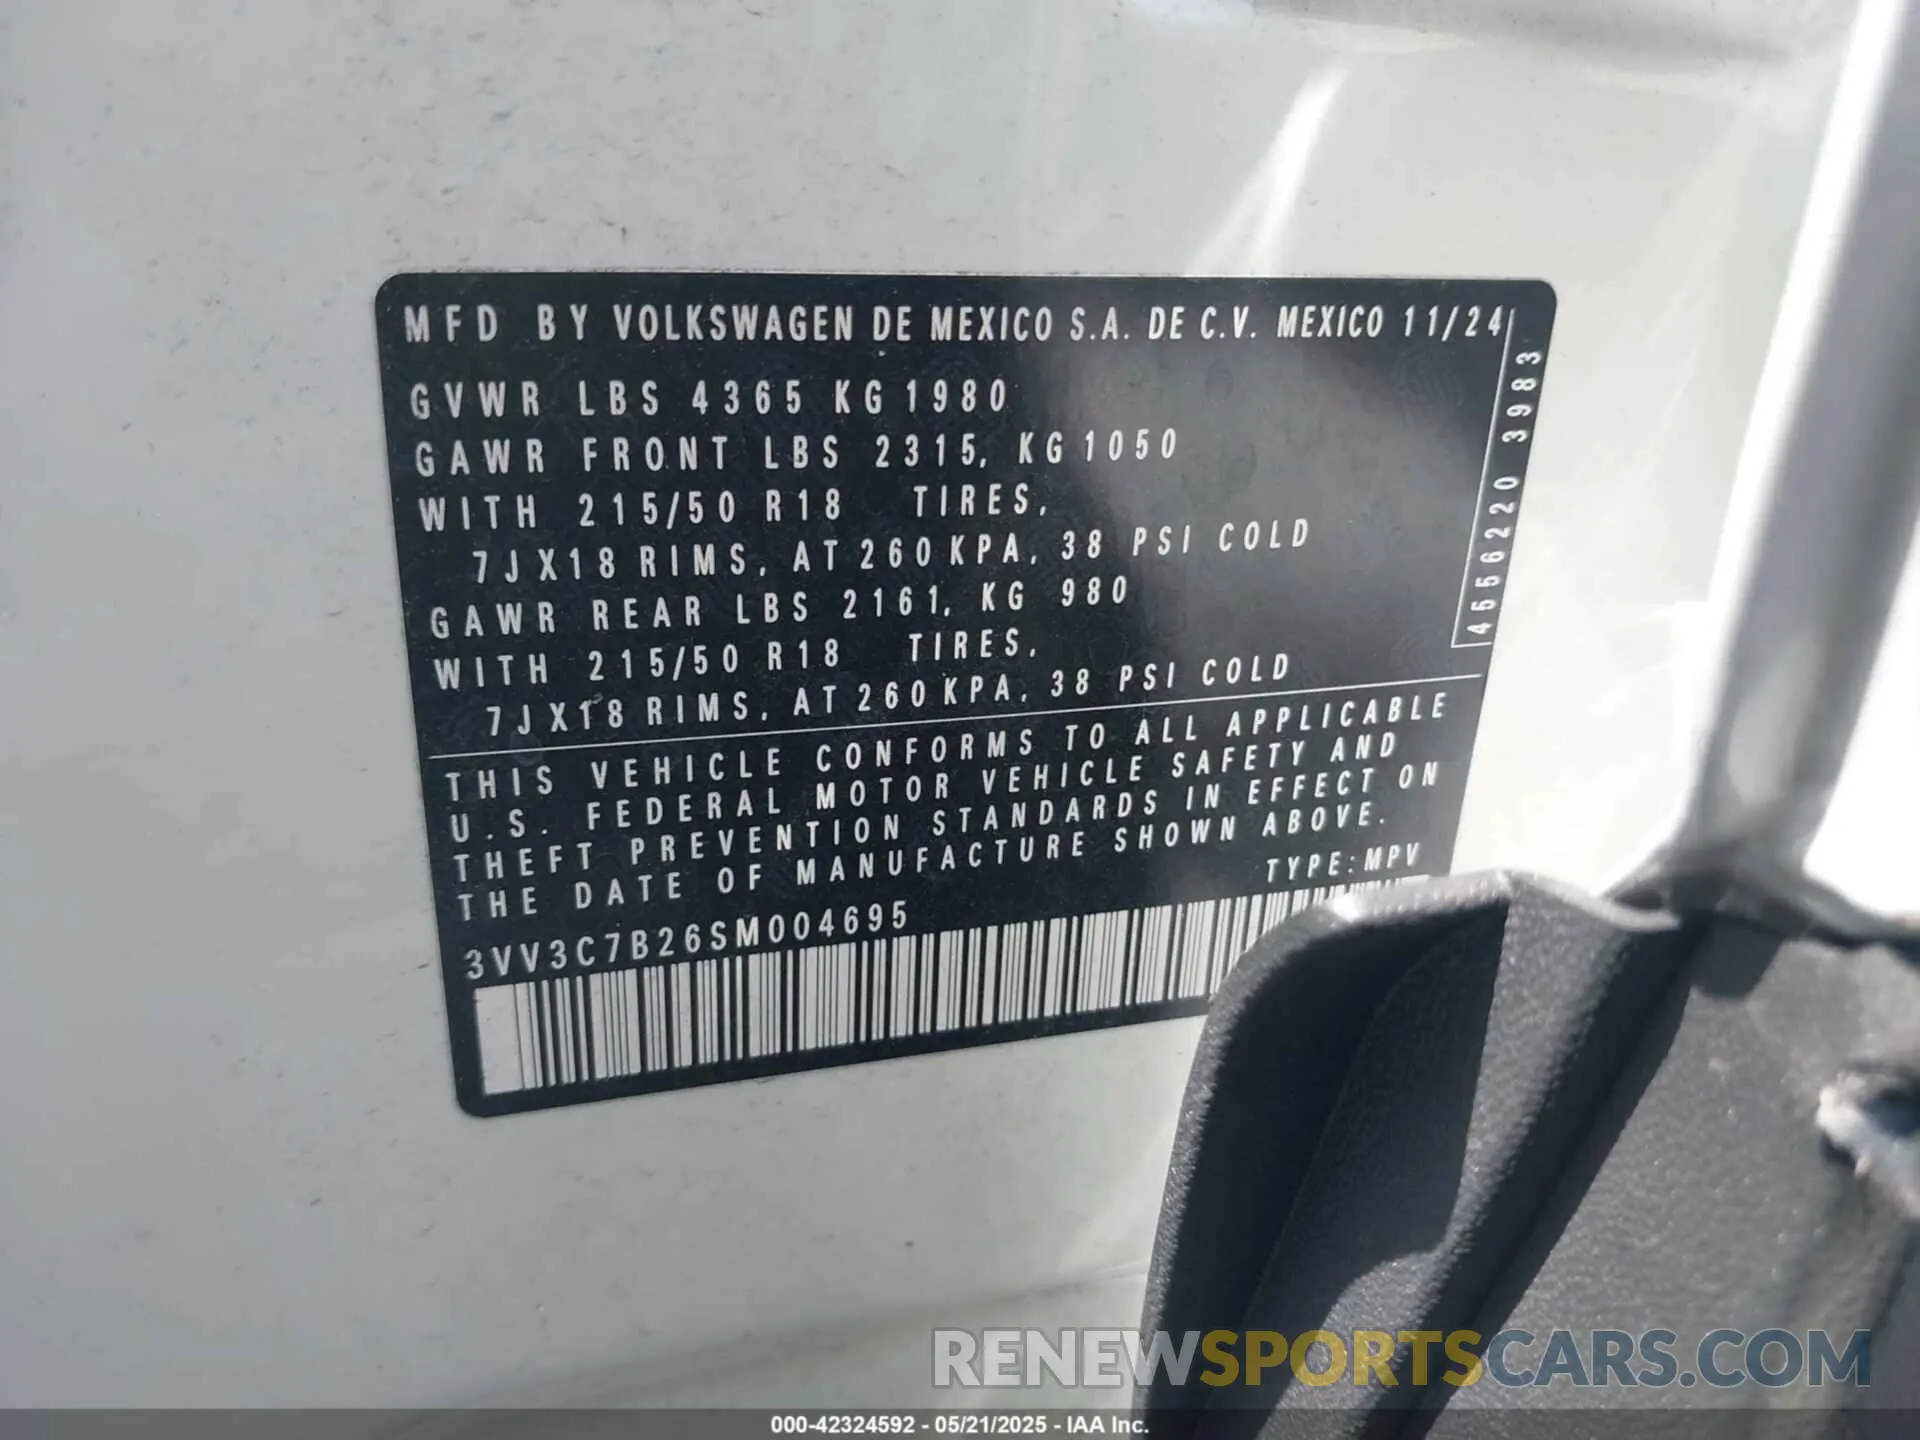 MFD BY VOLKSWAGEN DE MEXICO S.A. DE C.V. MEXICO 11/24
GVWR LBS 4365 KG 1980
GAWR FRONT LBS 2315, KG 1050
WITH 215/50 R18 TIRES,
7JX18 RIMS, AT 260 KPA, 38 PSI COLD
GAWR REAR LBS 2161, KG 980
WITH 215/50 R18 TIRES,
7JX18 RIMS, AT 260 KPA, 38 PSI COLD
THIS VEHICLE CONFORMS TO ALL APPLICABLE
U.S. FEDERAL MOTOR VEHICLE SAFETY AND
THEFT PREVENTION STANDARDS IN EFFECT ON
THE DATE OF MANUFACTURE SHOWN ABOVE.
TYPE: MPV
3VV3C7B26SM004695
4556220 3983
RENEWSPORTSCARS.COM
000-42324592 - 05/21/2025 - IAA Inc.